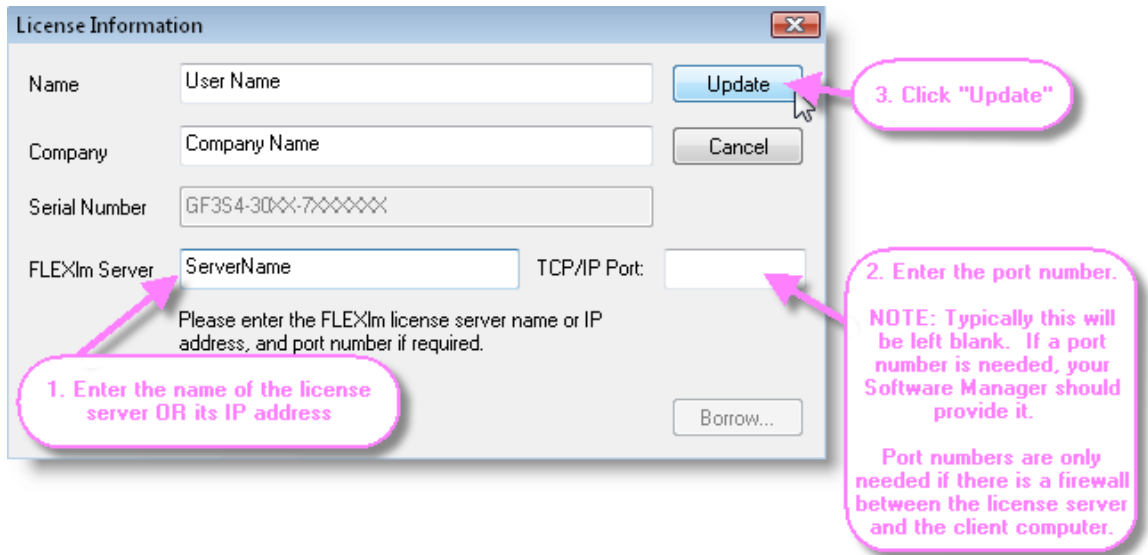 License Information
Name
User Name
Update
3. Click "Update"
Company
Company Name
Cancel
Serial Number
GF3S4-30XX-7XXXXXX
FLEXlm Server
ServerName
TCP/IP Port:
Please enter the FLEXlm license server name or IP
address, and port number if required.
1. Enter the name of the license
server OR its IP address
2. Enter the port number.
NOTE: Typically this will
be left blank. If a port
number is needed, your
Software Manager should
provide it.
Port numbers are only
needed if there is a firewall
between the license server
and the client computer.
Borrow...